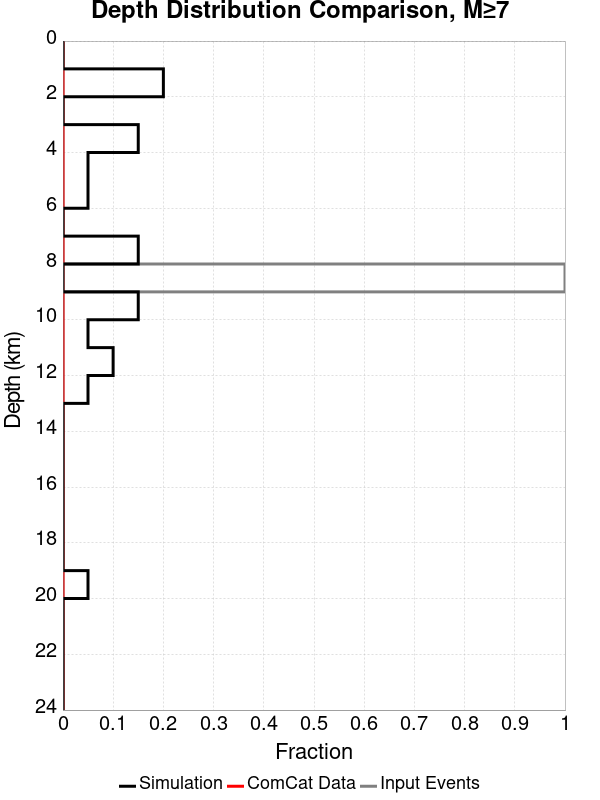 Depth Distribution Comparison, M≥7
0
2
4
6
8
10
12
14
16
18
20
22
24
Depth (km)
0 0.1 0.2 0.3 0.4 0.5 0.6 0.7 0.8 0.9 1
Fraction
Simulation ComCat Data Input Events